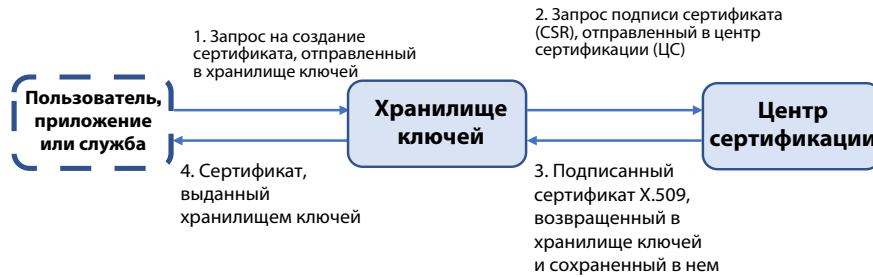 1. Запрос на создание
сертификата, отправленный
в хранилище ключей
2. Запрос подписи сертификата
(CSR), отправленный в центр
сертификации (ЦС)
Пользователь,
приложение
или служба
Хранилище
ключей
Центр
сертификации
4. Сертификат,
выданный
хранилищем ключей
3. Подписанный
сертификат X.509,
возвращенный в
хранилище ключей
и сохраненный в нем